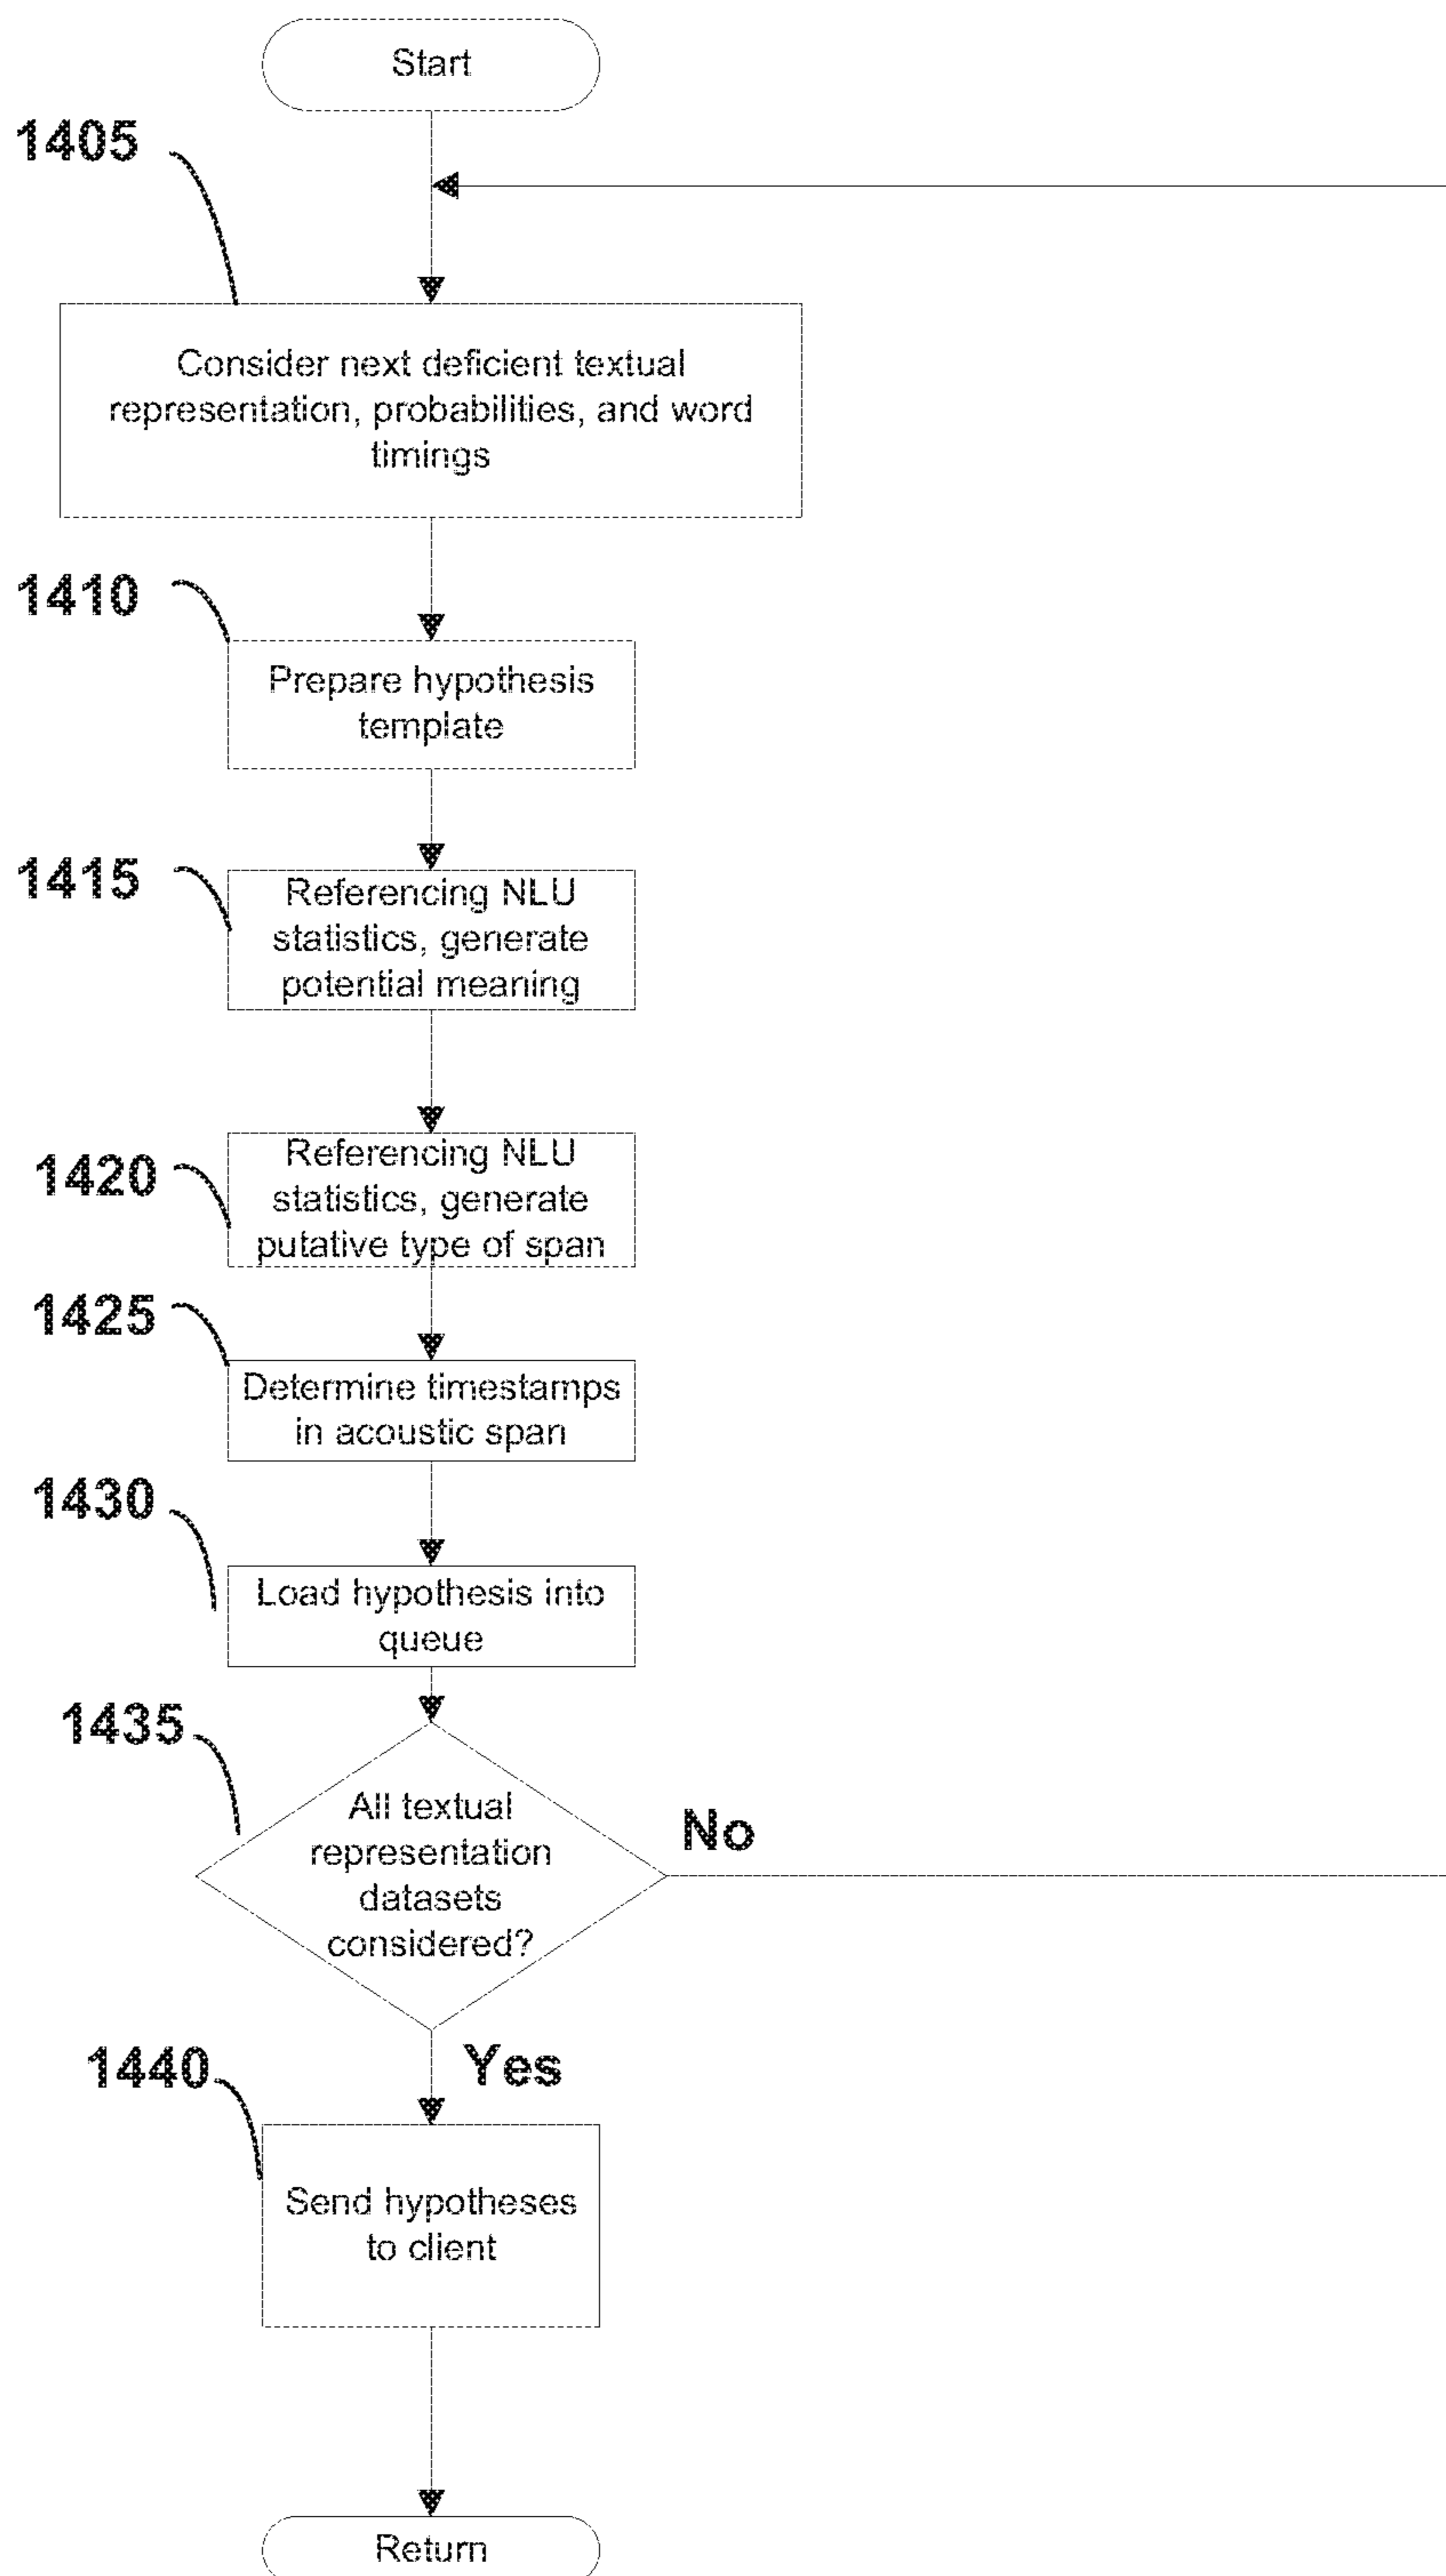 Start
1405
Consider next deficient textual
representation, probabilities, and word
timings
1410
Prepare hypothesis
template
1415
Referencing NLU
statistics, generate
potential meaning
1420
Referencing NLU
statistics, generate
putative type of span
1425
Determine timestamps
in acoustic span
1430
Load hypothesis into
queue
1435
All textual
representation
datasets
considered?
No
Yes
1440
Send hypotheses
to client
Return